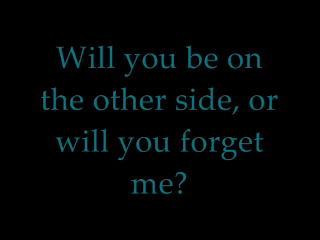 Will you be on
the other side, or
will you forget
me?